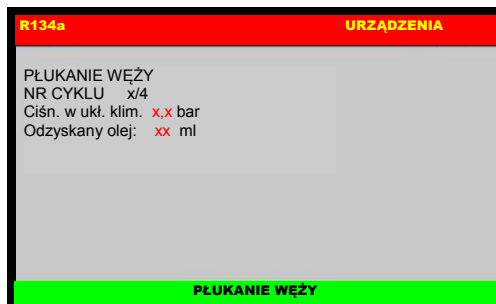 R134a URZĄDZENIA
PŁUKANIE WĘŻY
NR CYKLU x/4
Ciśn. w ukł. klim. x,x bar
Odzyskany olej: xx ml
PŁUKANIE WĘŻY